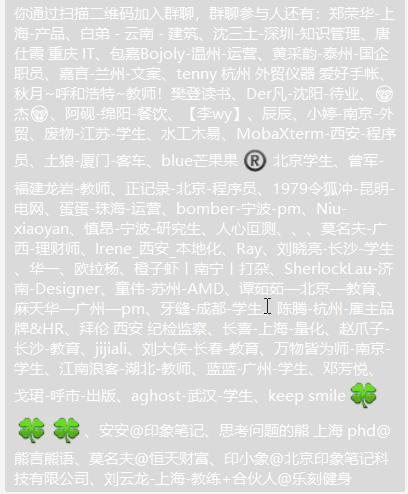 你通过扫描二维码加入群聊，群聊参与人还有：郑荣华-上
海-产品、白弟 - 云南 - 建筑、沈三土-深圳-知识管理、唐
仕霞 重庆 IT、包嘉Bojoly-温州-运营、黄采韵-泰州-国企
职员、嘉言-兰州-文案、tenny 杭州 外贸仪器 爱好手帐、
秋月~呼和浩特~教师！樊登读书、Der凡-沈阳-待业、
杰、阿砚-绵阳-餐饮、【李wy】、辰辰、小婷-南京-外
贸、废物-江苏-学生、水工木易、MobaXterm-西安-程序
员、土狼-厦门-客车、blue芒果果 ® 北京学生、曾军-
福建龙岩-教师、正记录-北京-程序员、1979令狐冲-昆明-
电网、蛋蛋-珠海-运营、bomber-宁波-pm、Niu-
xiaoyan、慎昂-宁波-研究生、人心叵测、、、莫名夫-广
西-理财师、Irene_西安_本地化、Ray、刘晓亮-长沙-学生
、华一、欧拉杨、橙子虾丨南宁丨打杂、SherlockLau-济
南-Designer、童伟-苏州-AMD、谭茹茹—北京—教育、
麻天华—广州—pm、牙缝-成都-学生、陈腾-杭州-雇主品
牌&HR、拜伦 西安 纪检监察、长喜-上海-量化、赵爪子-
长沙-教育、jijiali、刘大侠-长春-教育、万物皆为师-南京-
学生、江南浪客-湖北-教师、蓝蓝-广州-学生、邓芳悦、
戈珺-呼市-出版、aghost-武汉-学生、keep smile 🍀
🍀 🍀 、安安@印象笔记、思考问题的熊 上海 phd@
熊言熊语、莫名夫@恒天财富、印小象@北京印象笔记科
技有限公司、刘云龙-上海-教练+合伙人@乐刻健身